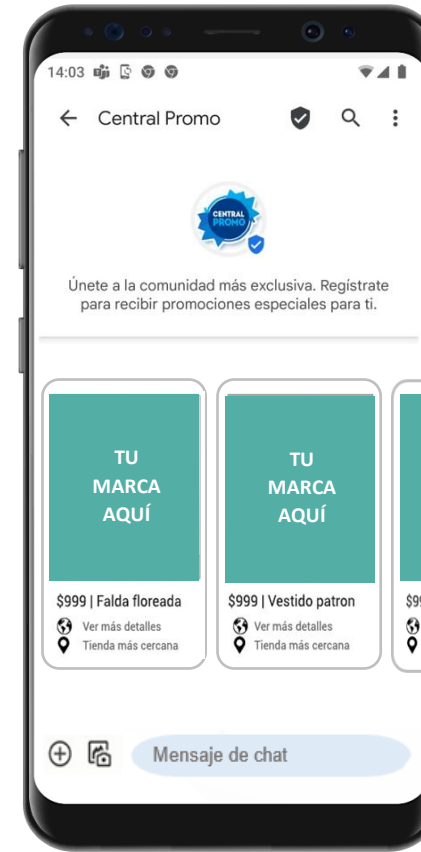 14:03
Central Promo
CENTRAL
PROMO
Únete a la comunidad más exclusiva. Regístrate
para recibir promociones especiales para ti.
TU
MARCA
AQUÍ
$999 | Falda floreada
Ver más detalles
Tienda más cercana
TU
MARCA
AQUÍ
$999 | Vestido patron
Ver más detalles
Tienda más cercana
Mensaje de chat